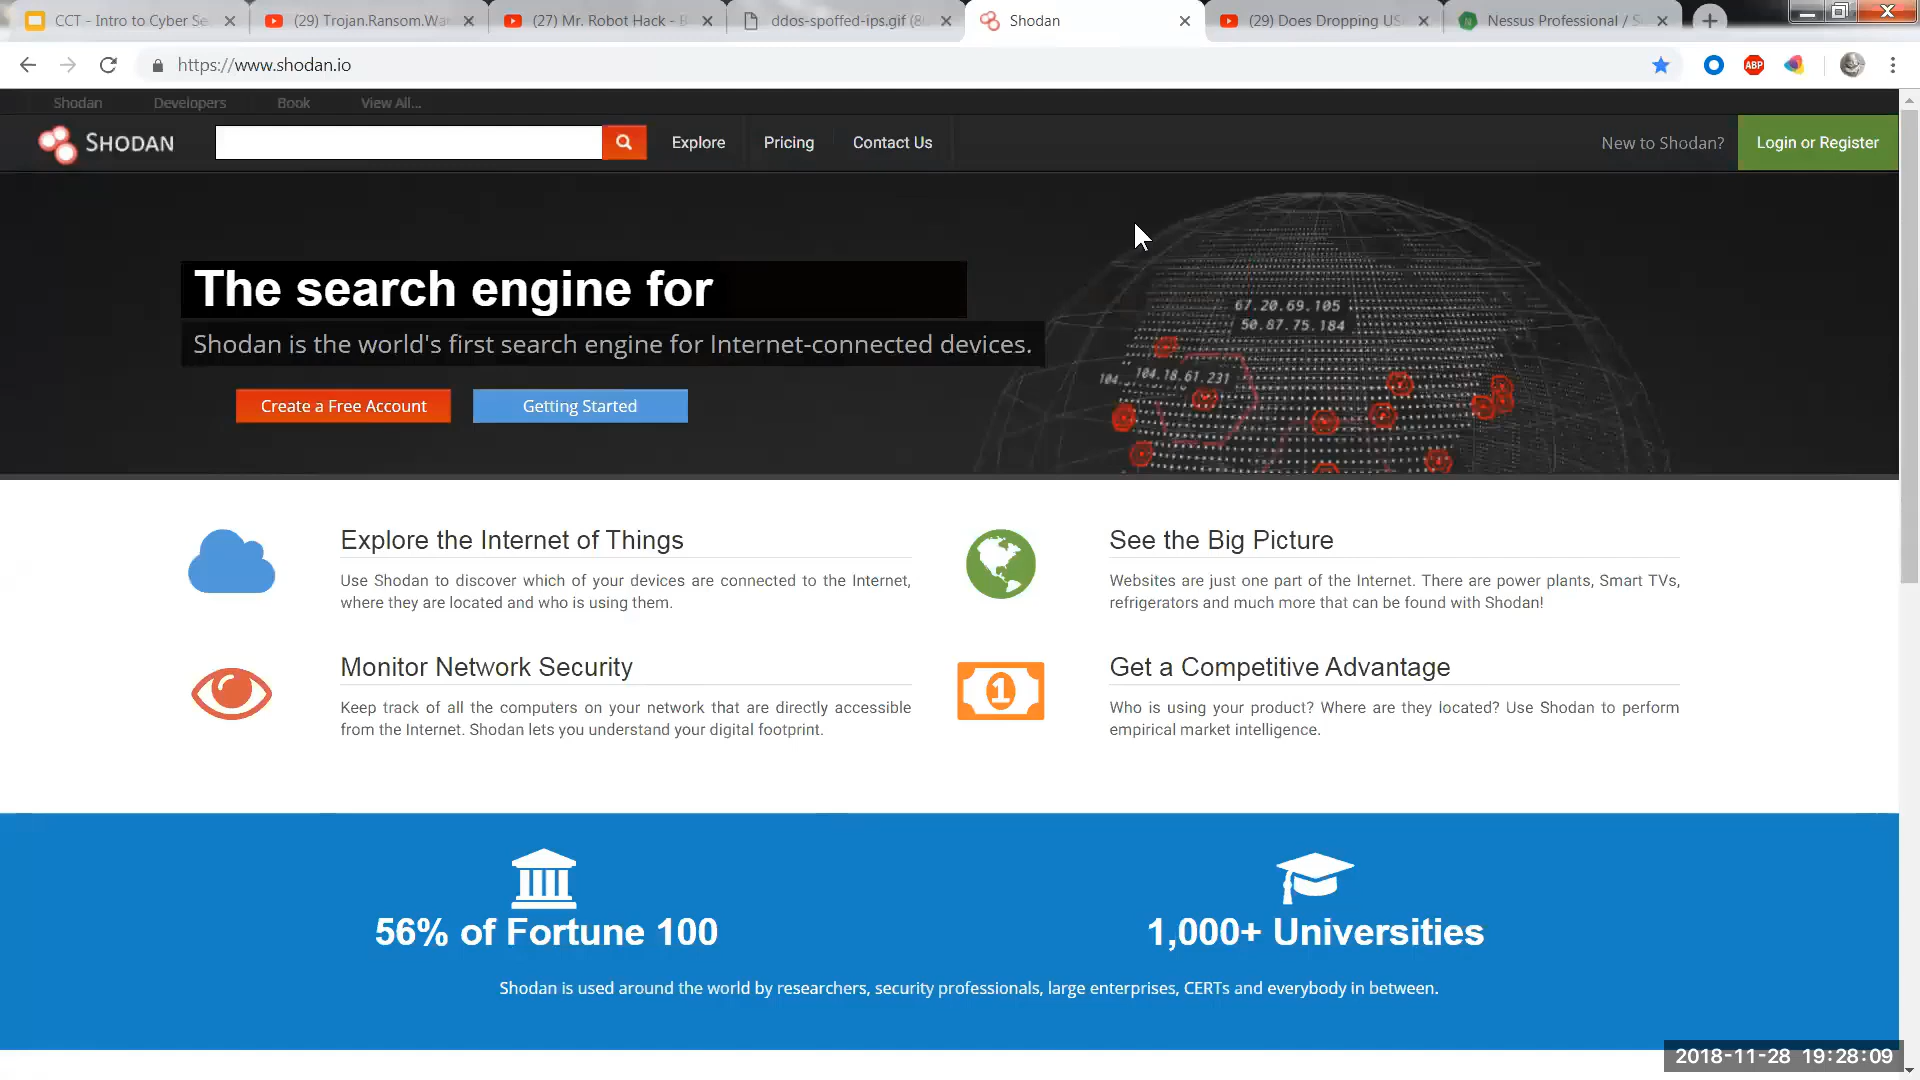 CCT - Intro to Cyber Se
(29) Trojan.Ransom.Wa
(27) Mr. Robot Hack -
ddos-spoffed-ips.gif (8
Shodan
(29) Does Dropping US
Nessus Professional / S
https://www.shodan.io
ABP
Shodan
Developers
Book
View All...
SHODAN
Explore
Pricing
Contact Us
New to Shodan?
Login or Register
The search engine for
Shodan is the world's first search engine for Internet-connected devices.
Create a Free Account
Getting Started
67.20.69.105
50.87.75.184
104.18.61.231
104.
Explore the Internet of Things
Use Shodan to discover which of your devices are connected to the Internet,
where they are located and who is using them.
See the Big Picture
Websites are just one part of the Internet. There are power plants, Smart TVs,
refrigerators and much more that can be found with Shodan!
Monitor Network Security
Keep track of all the computers on your network that are directly accessible
from the Internet. Shodan lets you understand your digital footprint.
1
Get a Competitive Advantage
Who is using your product? Where are they located? Use Shodan to perform
empirical market intelligence.
56% of Fortune 100
1,000+ Universities
Shodan is used around the world by researchers, security professionals, large enterprises, CERTs and everybody in between.
2018-11-28 19:28:09